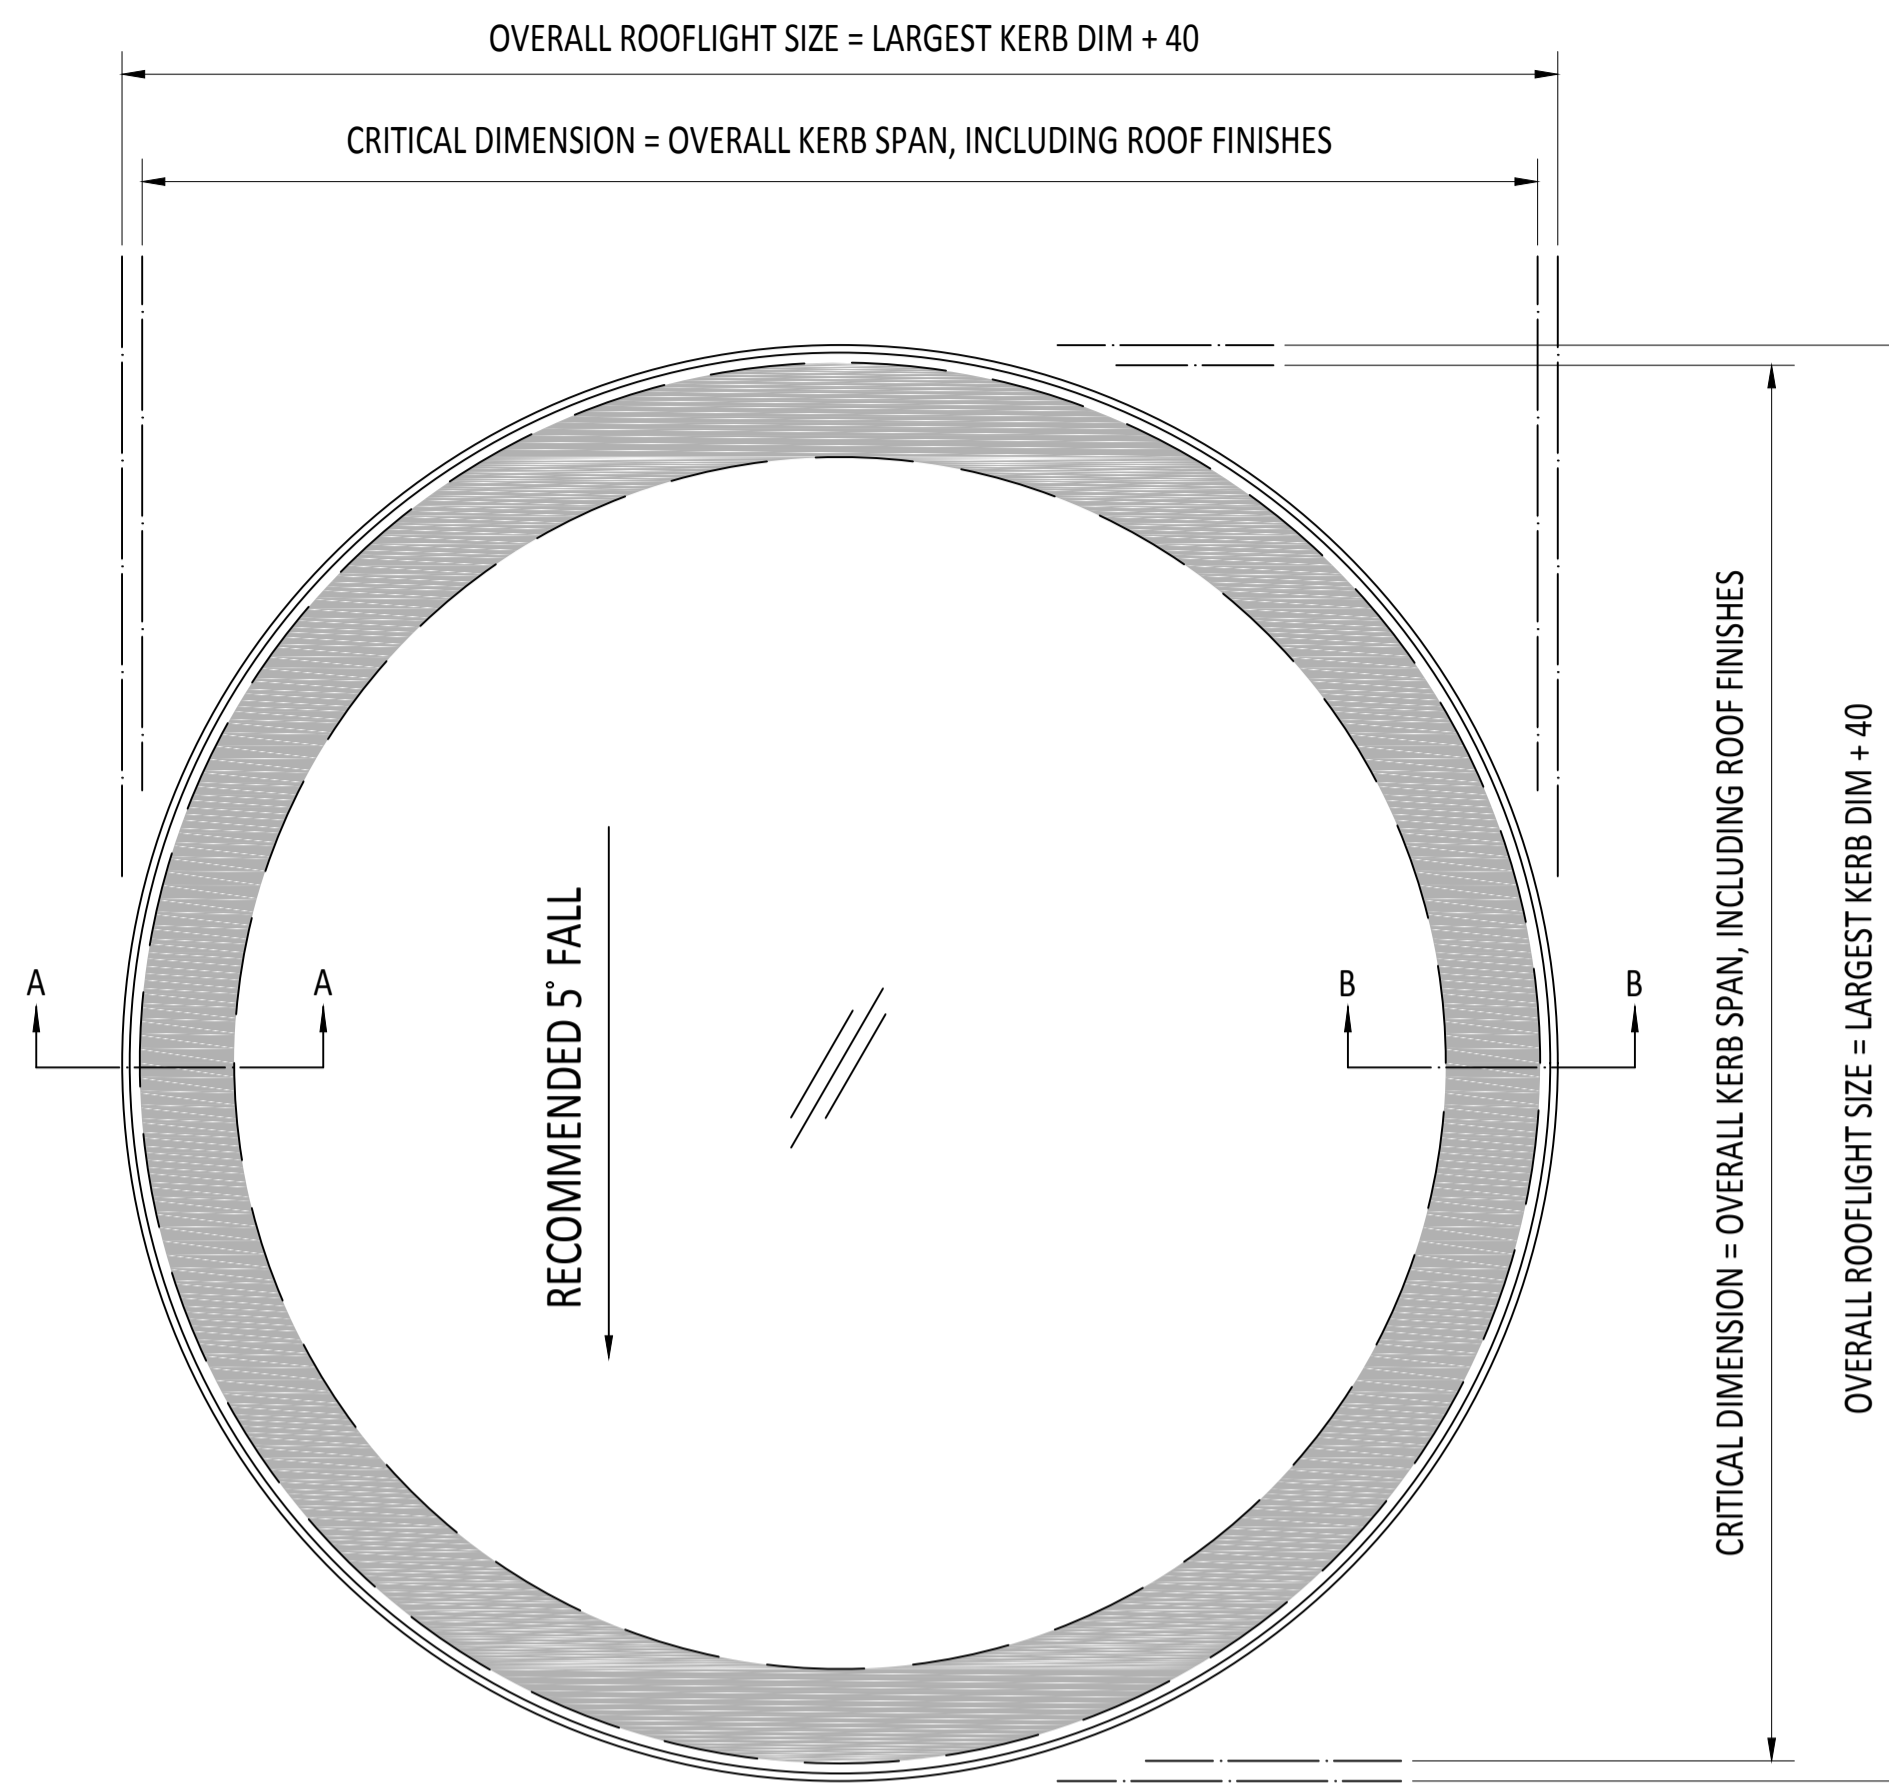 OVERALL ROOFLIGHT SIZE = LARGEST KERB DIM + 40
CRITICAL DIMENSION = OVERALL KERB SPAN, INCLUDING ROOF FINISHES
CRITICAL DIMENSION = OVERALL KERB SPAN, INCLUDING ROOF FINISHES
OVERALL ROOFLIGHT SIZE = LARGEST KERB DIM + 40
RECOMMENDED 5° FALL
A A B B